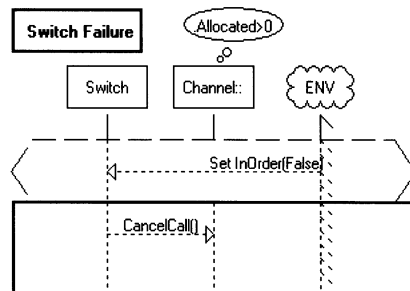 Switch Failure
Allocated>0
Switch
Channel::
ENV
Set InOrder(False)
CancelCall()